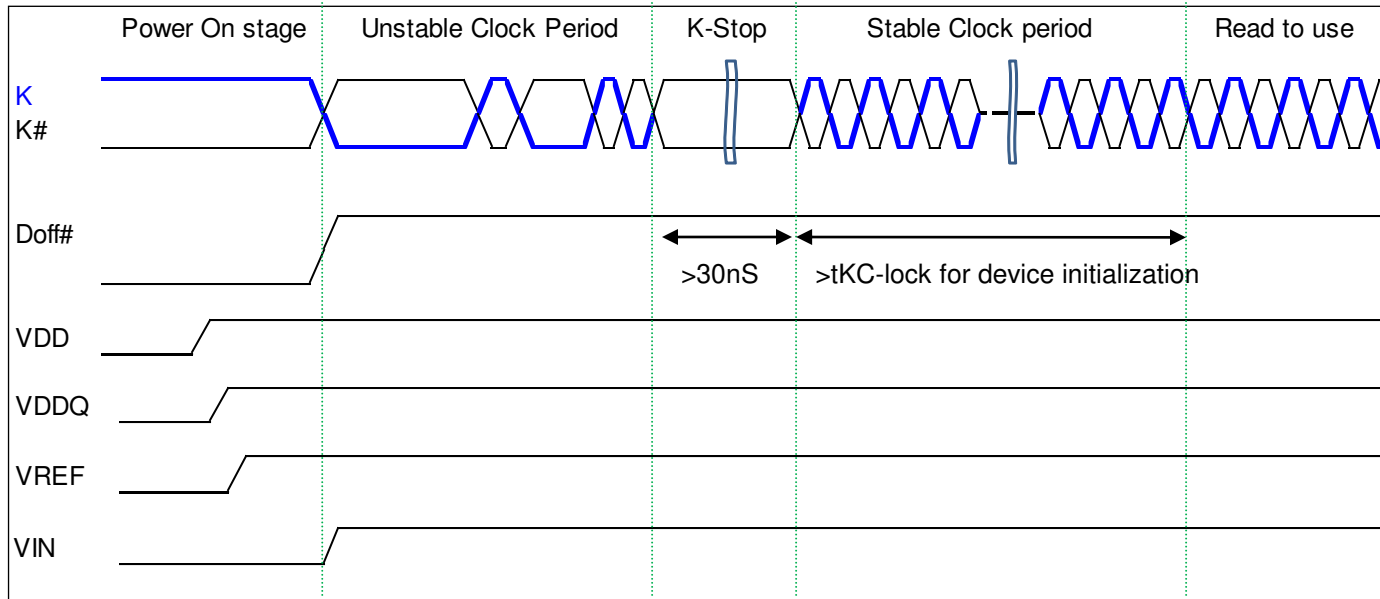 Power On stage Unstable Clock Period K-Stop Stable Clock period Read to use
K
K#
Doff#
>30nS >tKC-lock for device initialization
VDD
VDDQ
VREF
VIN